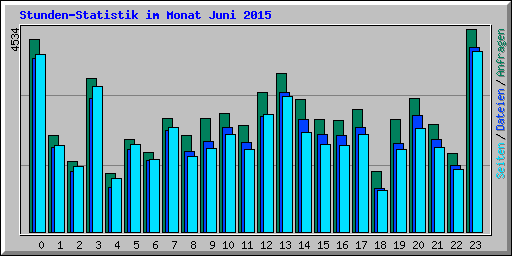 Stunden-Statistik im Monat Juni 2015
4534
Seiten / Dateien / Anfragen
0 1 2 3 4 5 6 7 8 9 10 11 12 13 14 15 16 17 18 19 20 21 22 23